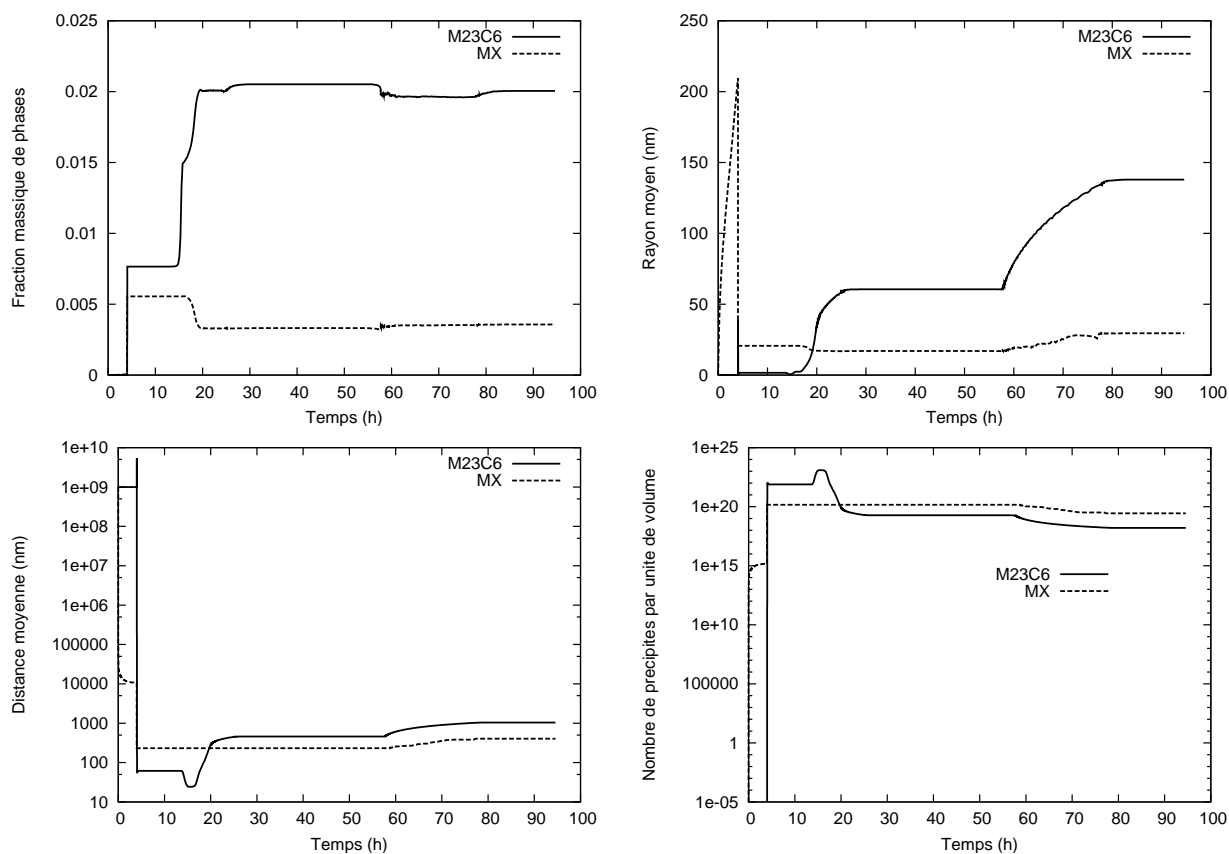 Fraction massique de phases
0.025
0.02
0.015
0.01
0.005
0
M23C6
MX
0 10 20 30 40 50 60 70 80 90 100
Temps (h)
Rayon moyen (nm)
250
200
150
100
50
0
M23C6
MX
0 10 20 30 40 50 60 70 80 90 100
Temps (h)
Distance moyenne (nm)
1e+10
1e+09
1e+08
1e+07
1e+06
100000
10000
1000
100
10
M23C6
MX
0 10 20 30 40 50 60 70 80 90 100
Temps (h)
Nombre de precipites par unite de volume
1e+25
1e+20
1e+15
1e+10
100000
1
1e-05
M23C6
MX
0 10 20 30 40 50 60 70 80 90 100
Temps (h)